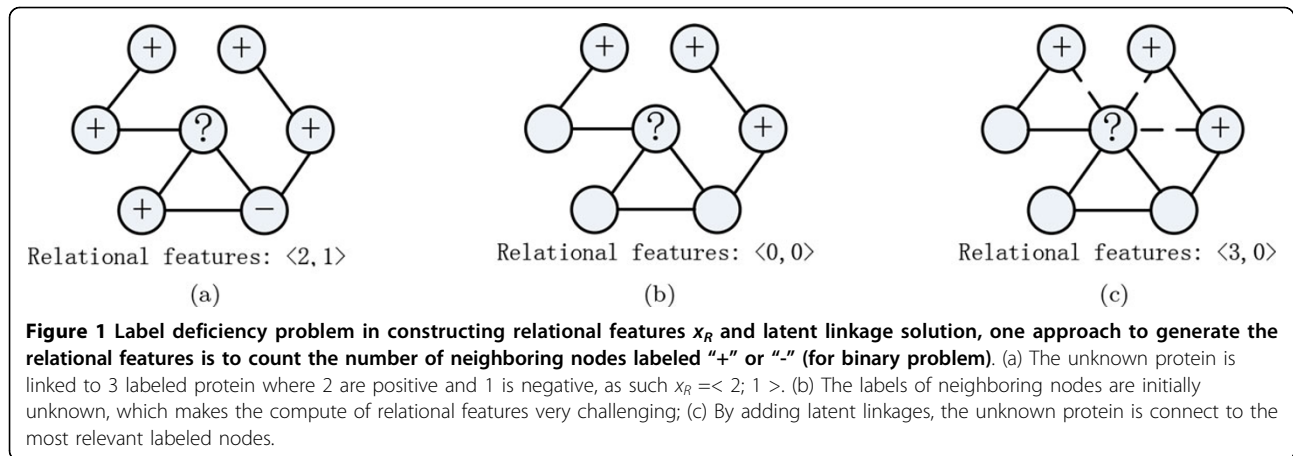 + + + + + +
+ ? + ? + ? +
+ −
Relational features: <2,1> Relational features: <0,0> Relational features: <3,0>
(a) (b) (c)
Figure 1 Label deficiency problem in constructing relational features xR and latent linkage solution, one approach to generate the
relational features is to count the number of neighboring nodes labeled “+” or “-” (for binary problem). (a) The unknown protein is
linked to 3 labeled protein where 2 are positive and 1 is negative, as such xR =< 2; 1 >. (b) The labels of neighboring nodes are initially
unknown, which makes the compute of relational features very challenging; (c) By adding latent linkages, the unknown protein is connect to the
most relevant labeled nodes.